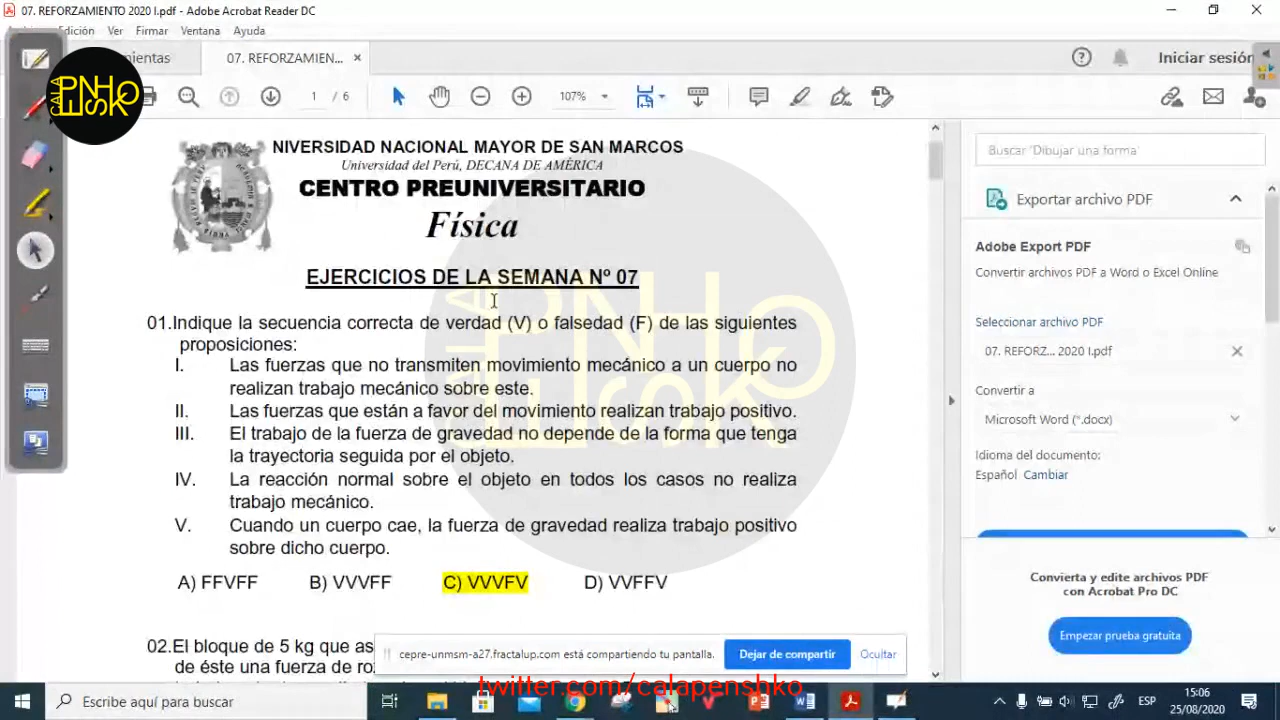 07. REFORZAMIENTO 2020 I.pdf - Adobe Acrobat Reader DC
Edición Ver Firmar Ventana Ayuda
07. REFORZAMIEN... Iniciar sesión
1 / 6 107%
CALAPENSHKO
NIVERSIDAD NACIONAL MAYOR DE SAN MARCOS
Universidad del Perú, DECANA DE AMÉRICA
CENTRO PREUNIVERSITARIO
Física
EJERCICIOS DE LA SEMANA Nº 07
01.Indique la secuencia correcta de verdad (V) o falsedad (F) de las siguientes
proposiciones:
I. Las fuerzas que no transmiten movimiento mecánico a un cuerpo no
realizan trabajo mecánico sobre este.
II. Las fuerzas que están a favor del movimiento realizan trabajo positivo.
III. El trabajo de la fuerza de gravedad no depende de la forma que tenga
la trayectoria seguida por el objeto.
IV. La reacción normal sobre el objeto en todos los casos no realiza
trabajo mecánico.
V. Cuando un cuerpo cae, la fuerza de gravedad realiza trabajo positivo
sobre dicho cuerpo.
A) FFVFF B) VVVFF C) VVVFV D) VVFFV
02.El bloque de 5 kg que as
de éste una fuerza de ro
Buscar 'Dibujar una forma'
Exportar archivo PDF
Adobe Export PDF
Convertir archivos PDF a Word o Excel Online
Seleccionar archivo PDF
07. REFORZ... 2020 I.pdf
Convertir a
Microsoft Word (*.docx)
Idioma del documento:
Español Cambiar
Convierta y edite archivos PDF
con Acrobat Pro DC
Empezar prueba gratuita
cepre-unmsm-a27.fractalup.com está compartiendo tu pantalla. Dejar de compartir Ocultar
twitter.com/calapenshko
Escribe aquí para buscar
ESP
15:06
25/08/2020